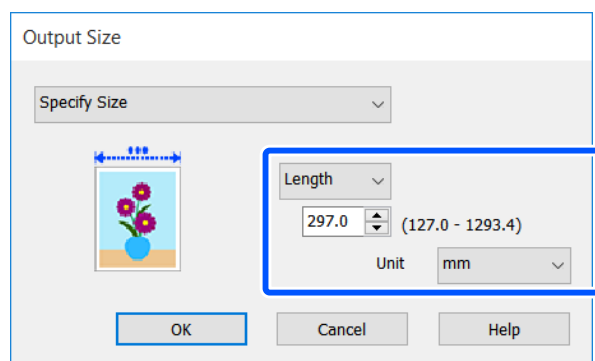 Output Size
Specify Size
Length
297.0 (127.0 - 1293.4)
Unit mm
OK Cancel Help